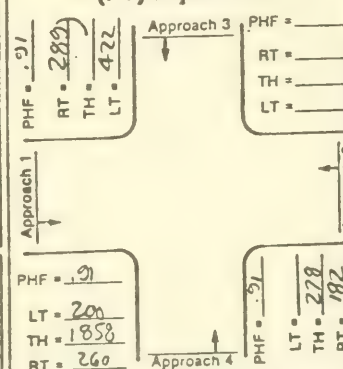 Approach 3
PHF = .91
RT = 289
TH =
LT = 422
PHF =
RT =
TH =
LT =
Approach 1
PHF = .91
LT = 200
TH = 1858
RT = 260
Approach 4
PHF = .91
LT =
TH = 278
RT = 182